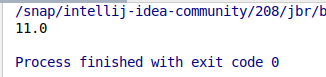 /snap/intellij-idea-community/208/jbr/b
11.0
Process finished with exit code 0